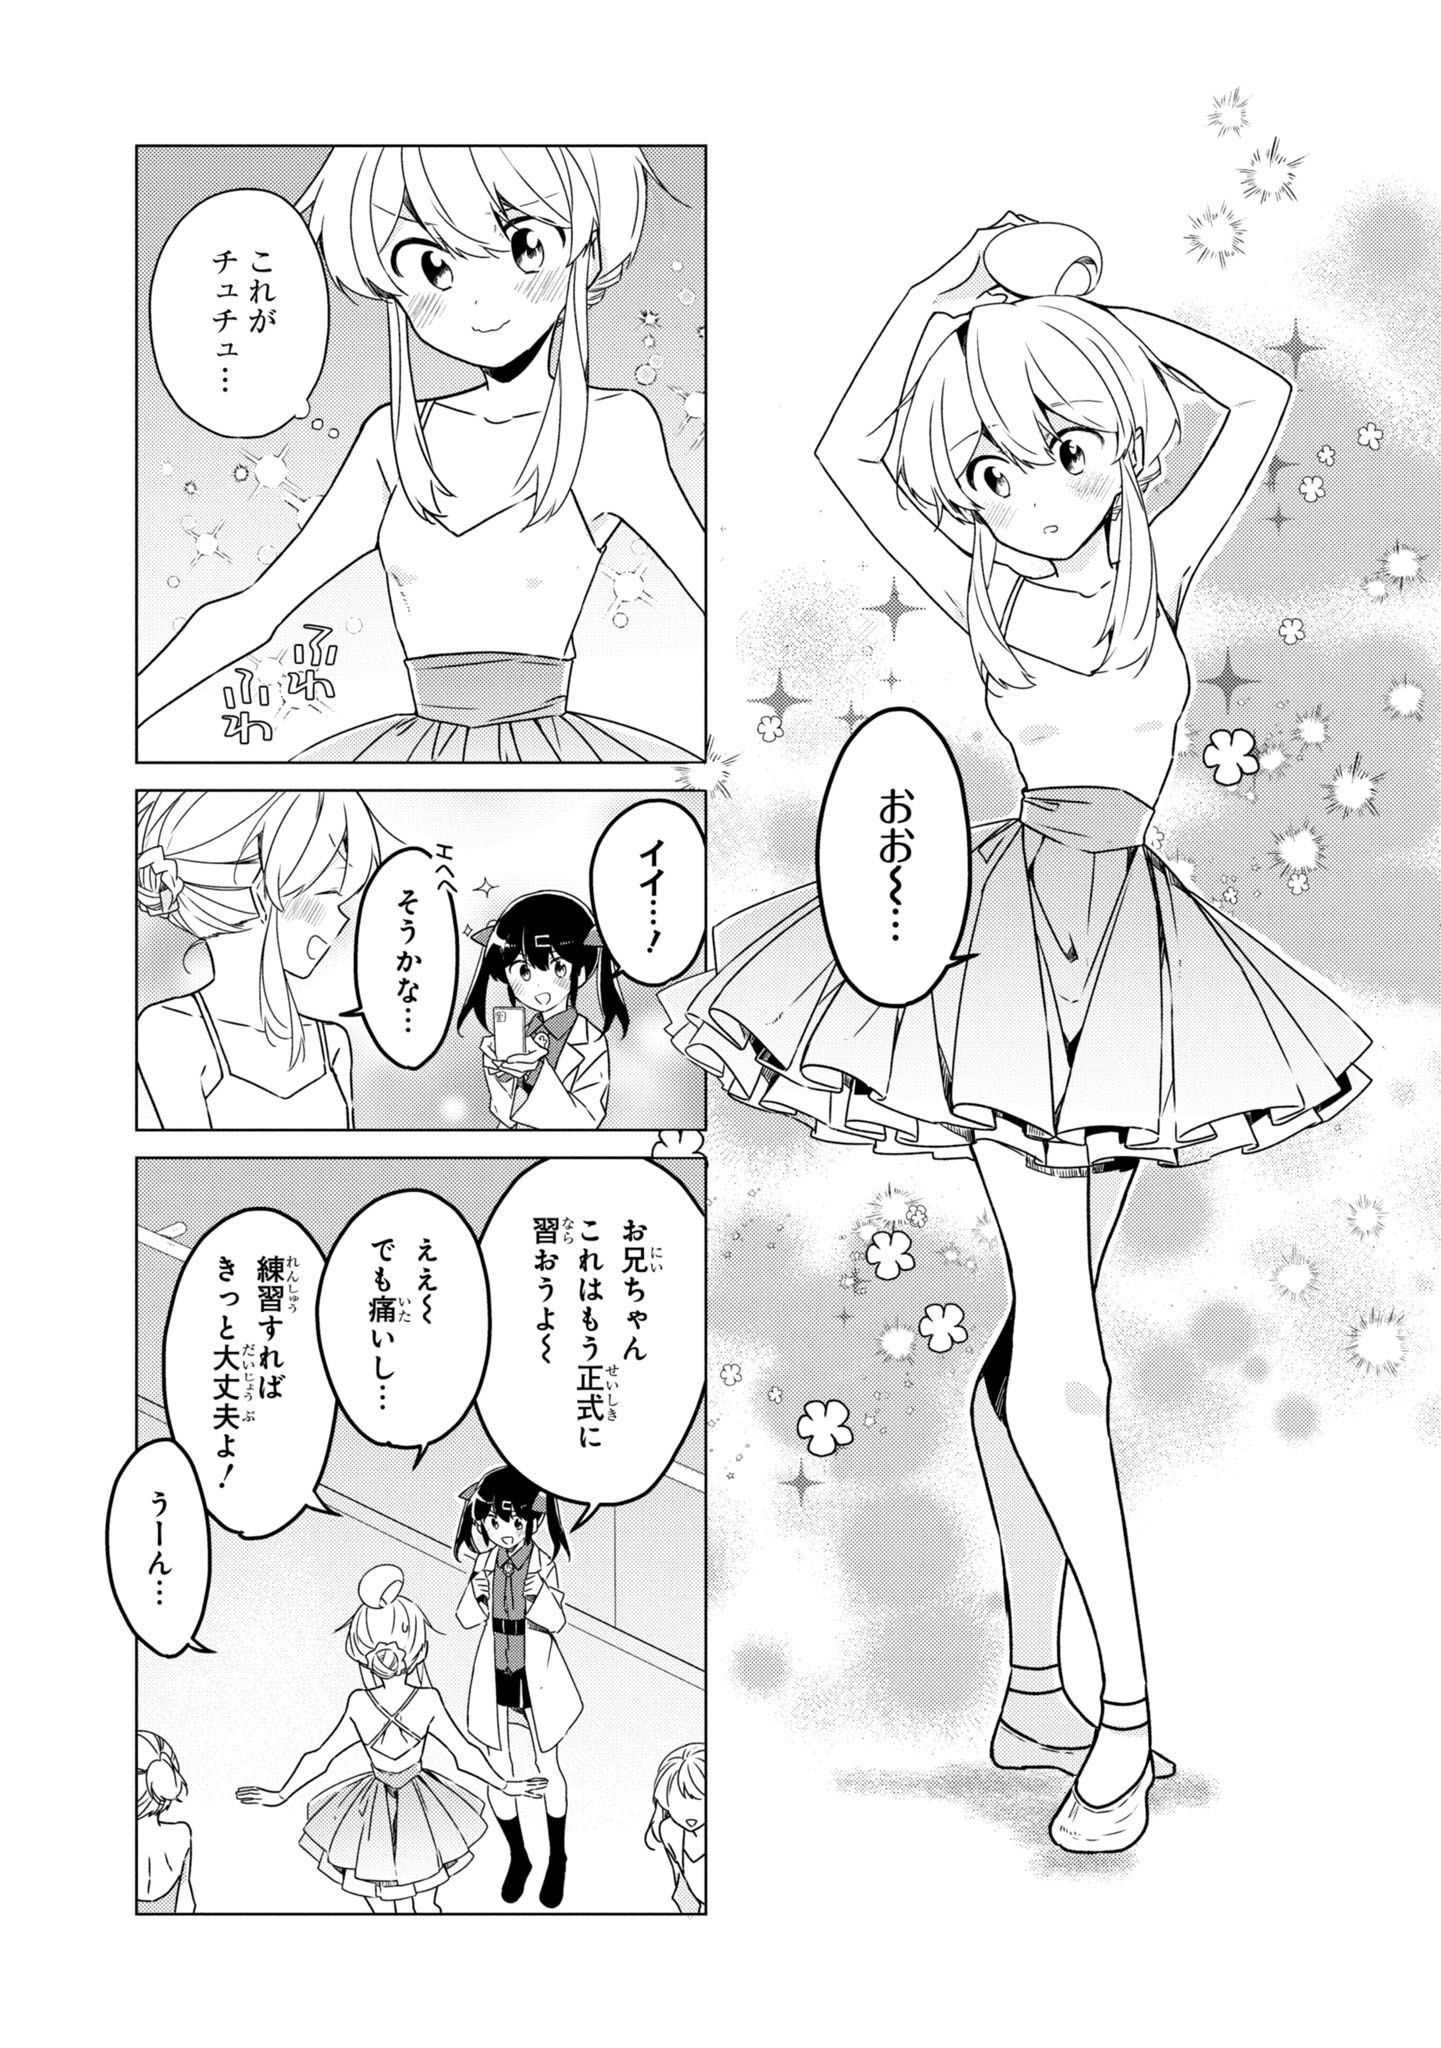 おお〜…
これが
チュチュ…
ふわ
ふわ
イイ…！
エヘヘ
そうかな…
お兄ちゃん
これはもう正式に
習おうよ〜
ええ〜
でも痛いし…
練習すれば
きっと大丈夫よ！
うーん…